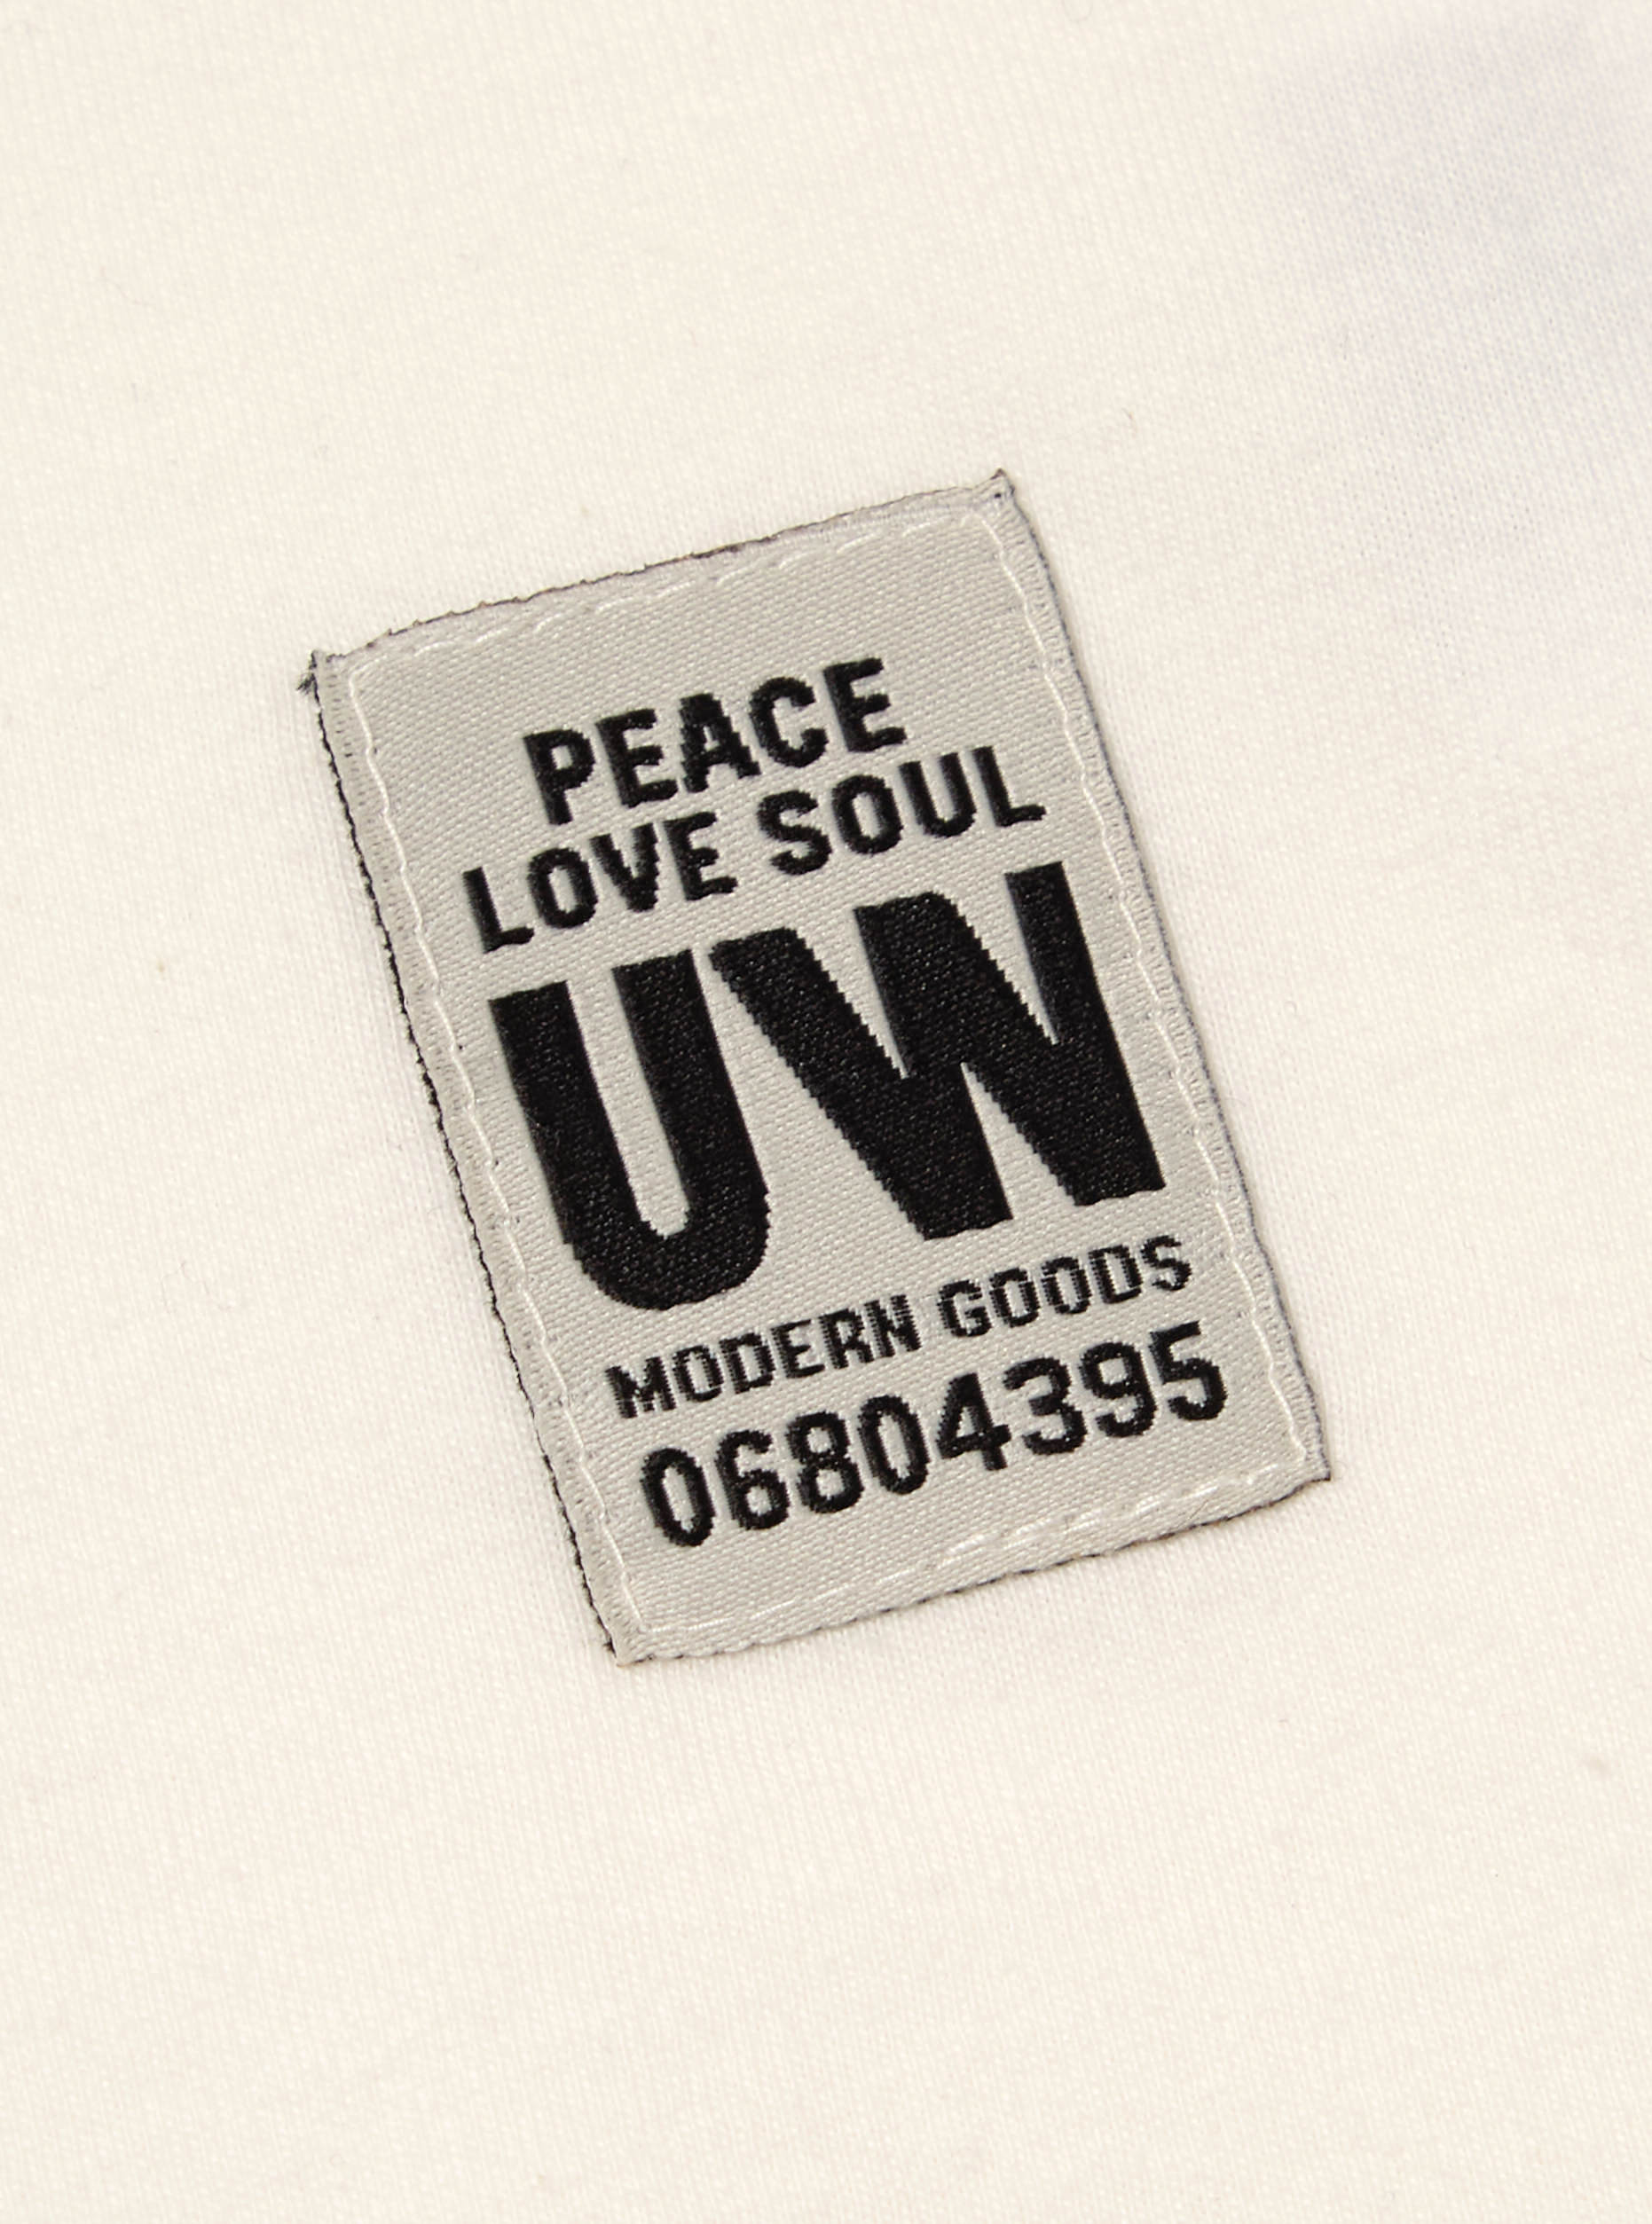 PEACE
LOVE SOUL
UW
MODERN GOODS
06804395